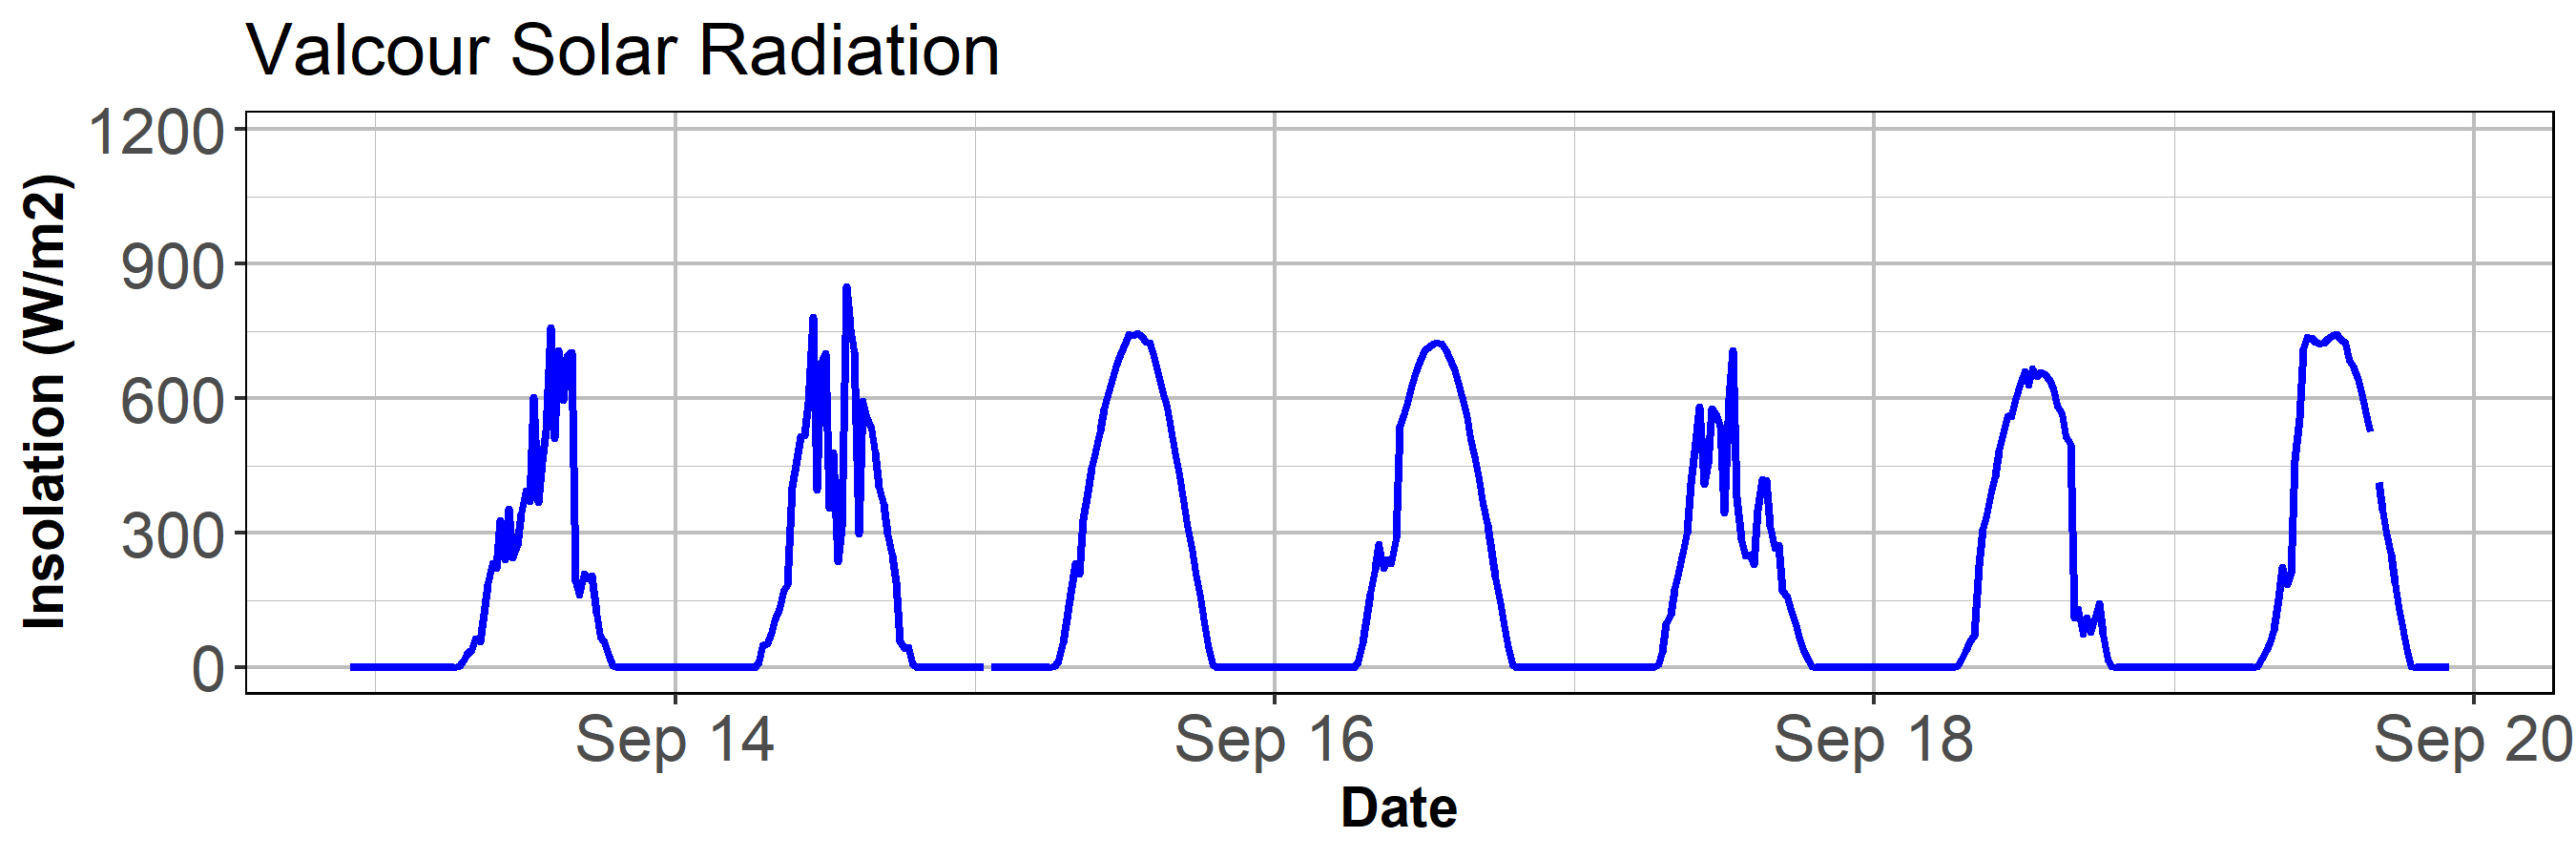 Valcour Solar Radiation
1200
900
600
300
0
Insolation (W/m2)
Sep 14
Sep 16
Sep 18
Sep 20
Date